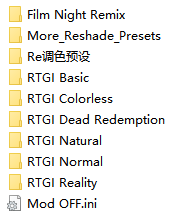 Film Night Remix
More_Reshade_Presets
Re调色预设
RTGI Basic
RTGI Colorless
RTGI Dead Redemption
RTGI Natural
RTGI Normal
RTGI Reality
Mod OFF.ini